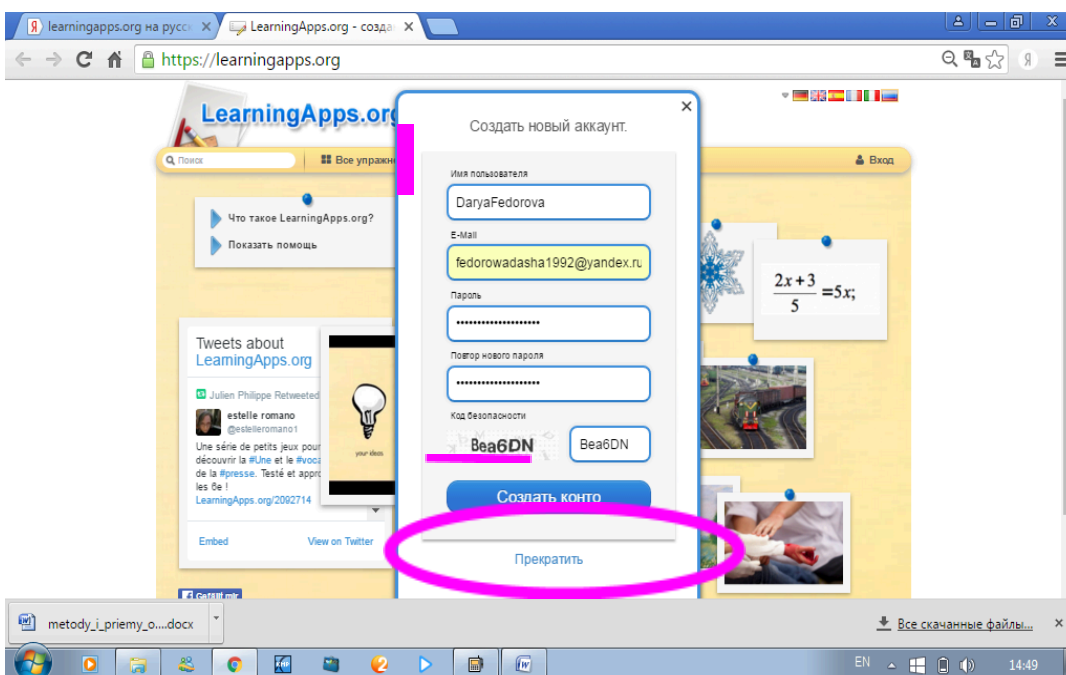 learningapps.org на русс
LearningApps.org - созда
https://learningapps.org
LearningApps.org
Поиск
Все упражн
Вход
Что такое LearningApps.org?
Показать помощь
Tweets about
LearningApps.org
Julien Philippe Retweeted
estelle romano
@estelleromano1
Une série de petits jeux pour
découvrir la #Une et le #voca
de la #presse. Testé et appro
les 6e !
LearningApps.org/2092714
Embed
View on Twitter
your ideas
Создать новый аккаунт.
Имя пользователя
DaryaFedorova
E-Mail
fedorowadasha1992@yandex.ru
Пароль
Повтор нового пароля
Код безопасности
Bea6DN
Bea6DN
Создать конто
Прекратить
2x+3
5
=5x;
metody_i_priemy_o....docx
Все скачанные файлы...
EN
14:49